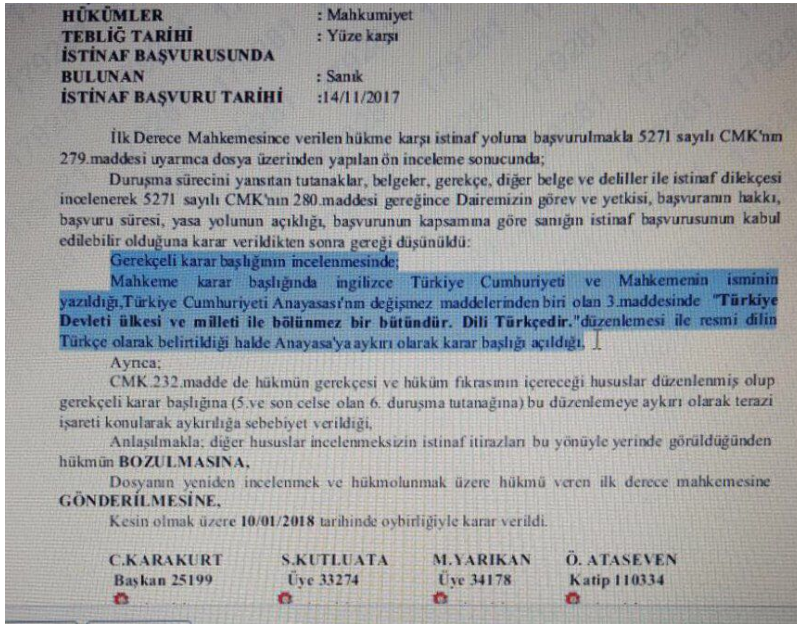 HÜKÜMLER : Mahkumiyet
TEBLİĞ TARİHİ : Yüze karşı
İSTİNAF BAŞVURUSUNDA
BULUNAN : Sanık
İSTİNAF BAŞVURU TARİHİ :14/11/2017
İlk Derece Mahkemesince verilen hükme karşı istinaf yoluna başvurulmakla 5271 sayılı CMK'nın
279.maddesi uyarınca dosya üzerinden yapılan ön inceleme sonucunda;
Duruşma sürecini yansıtan tutanaklar, belgeler, gerekçe, diğer belge ve deliller ile istinaf dilekçesi
incelenerek 5271 sayılı CMK'nın 280.maddesi gereğince Dairemizin görev ve yetkisi, başvuranın hakkı,
başvuru süresi, yasa yolunun açıklığı, başvurunun kapsamına göre sanığın istinaf başvurusunun kabul
edilebilir olduğuna karar verildikten sonra gereği düşünüldü:
Gerekçeli karar başlığının incelenmesinde;
Mahkeme karar başlığında ingilizce Türkiye Cumhuriyeti ve Mahkemenin isminin
yazıldığı,Türkiye Cumhuriyeti Anayasası'nın değişmez maddelerinden biri olan 3.maddesinde "Türkiye
Devleti ülkesi ve milleti ile bölünmez bir bütündür. Dili Türkçedir."düzenlemesi ile resmi dilin
Türkçe olarak belirtildiği halde Anayasa'ya aykırı olarak karar başlığı açıldığı,
Ayrıca;
CMK.232.madde de hükmün gerekçesi ve hüküm fıkrasının içereceği hususlar düzenlenmiş olup
gerekçeli karar başlığına (5.ve son celse olan 6. duruşma tutanağına) bu düzenlemeye aykırı olarak terazi
işareti konularak aykırılığa sebebiyet verildiği,
Anlaşılmakla; diğer hususlar incelenmeksizin istinaf itirazları bu yönüyle yerinde görüldüğünden
hükmün BOZULMASINA,
Dosyanın yeniden incelenmek ve hükmolunmak üzere hükmü veren ilk derece mahkemesine
GÖNDERİLMESİNE,
Kesin olmak üzere 10/01/2018 tarihinde oybirliğiyle karar verildi.
C.KARAKURT S.KUTLUATA M.YARIKAN Ö. ATASEVEN
Başkan 25199 Üye 33274 Üye 34178 Katip 110334